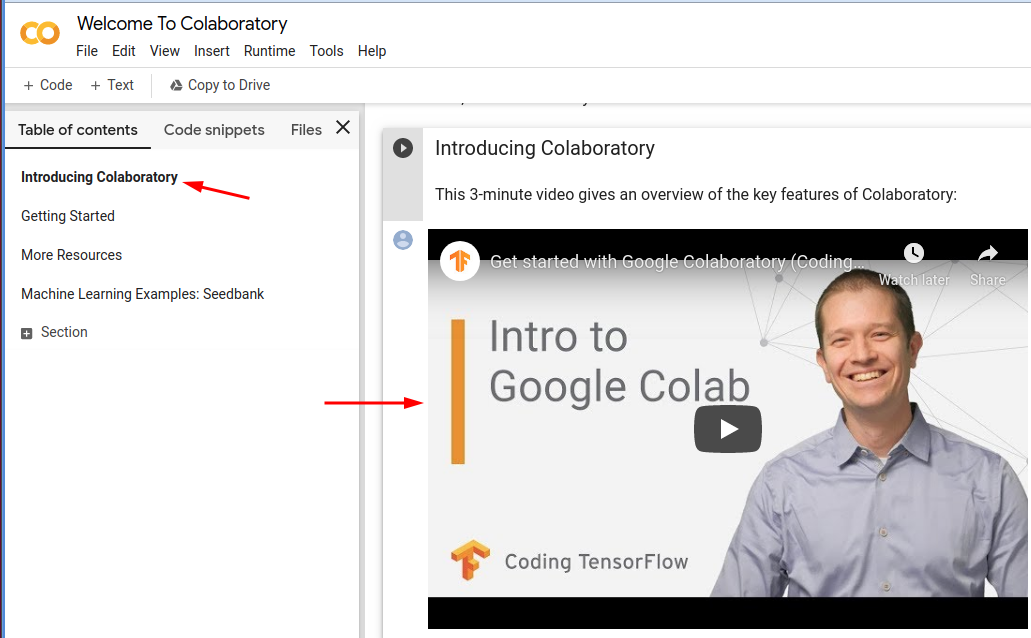 Welcome To Colaboratory
File Edit View Insert Runtime Tools Help
+ Code + Text Copy to Drive
Table of contents Code snippets Files
Introducing Colaboratory
Getting Started
More Resources
Machine Learning Examples: Seedbank
Section
Introducing Colaboratory
This 3-minute video gives an overview of the key features of Colaboratory:
Get started with Google Colaboratory (Coding...
Watch later Share
Intro to
Google Colab
Coding TensorFlow